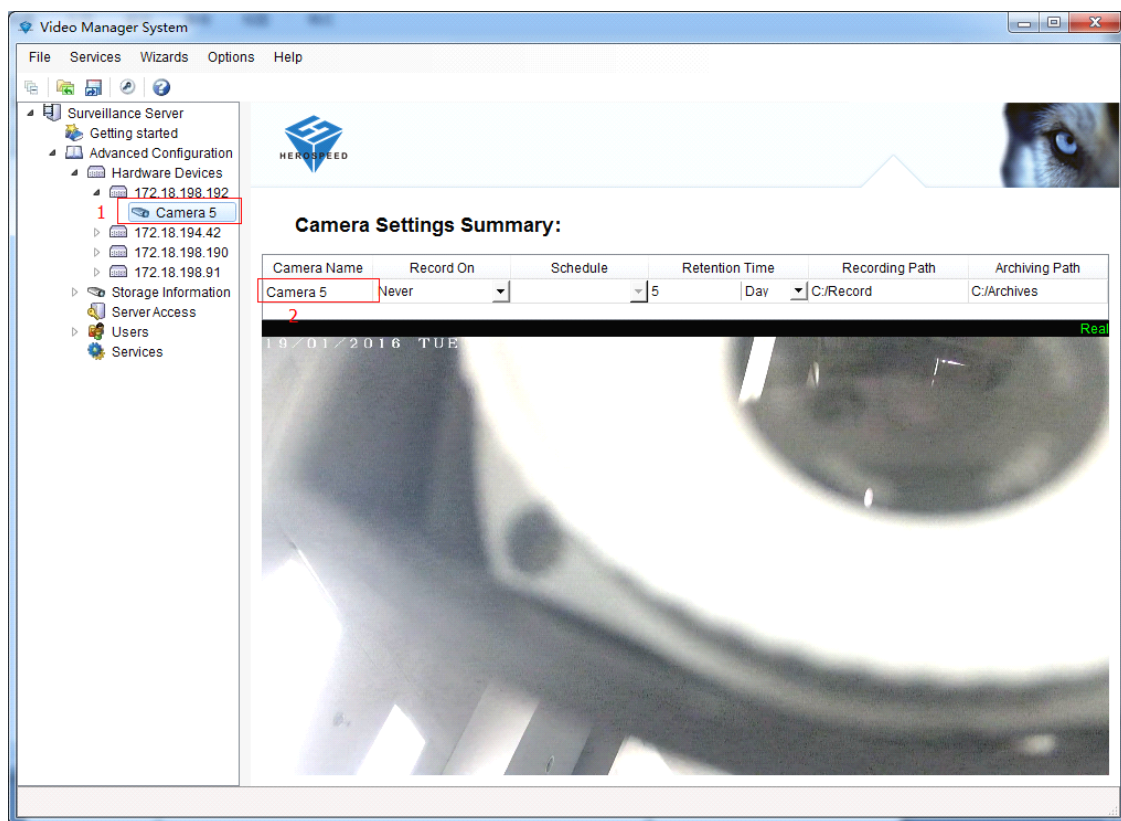 Video Manager System
File Services Wizards Options Help
Surveillance Server
Getting started
Advanced Configuration
Hardware Devices
172.18.198.192
1
Camera 5
172.18.194.42
172.18.198.190
172.18.198.91
Storage Information
Server Access
Users
Services
HEROSPEED
Camera Settings Summary:
Camera Name Record On Schedule Retention Time Recording Path Archiving Path
Camera 5 Never 5 Day C:/Record C:/Archives
2
Real
19/01/2016 TUE